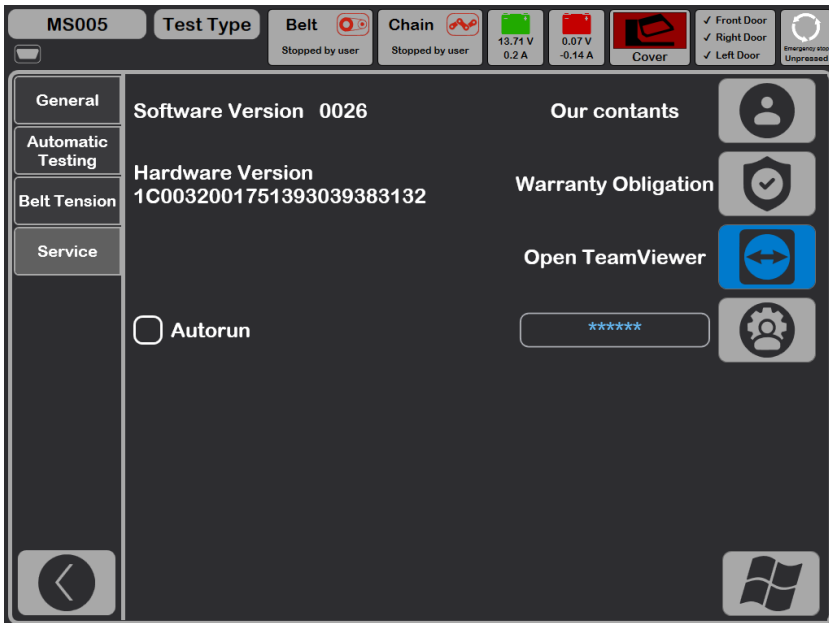 MS005
Test Type
Belt
Stopped by user
Chain
Stopped by user
13.71 V
0.2 A
0.07 V
-0.14 A
Cover
✓ Front Door
✓ Right Door
✓ Left Door
Emergency stop
Unpressed
General
Automatic
Testing
Belt Tension
Service
Software Version 0026
Hardware Version
1C0032001751393039383132
Our contants
Warranty Obligation
Open TeamViewer
Autorun
******